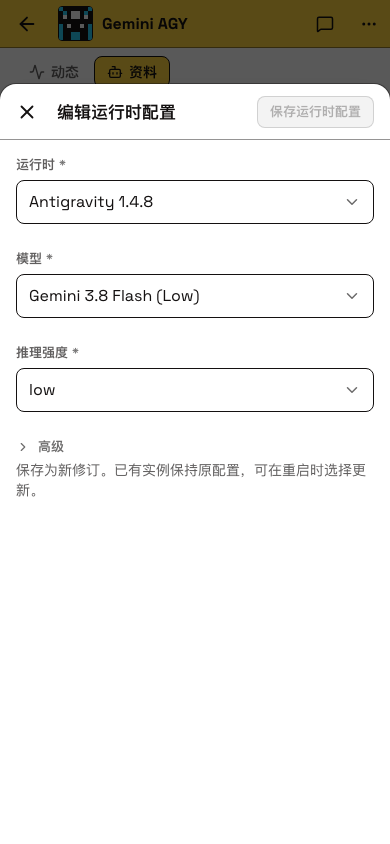 Gemini AGY
动态
资料
编辑运行时配置
保存运行时配置
运行时 *
Antigravity 1.4.8
模型 *
Gemini 3.8 Flash (Low)
推理强度 *
low
高级
保存为新修订。已有实例保持原配置，可在重启时选择更
新。